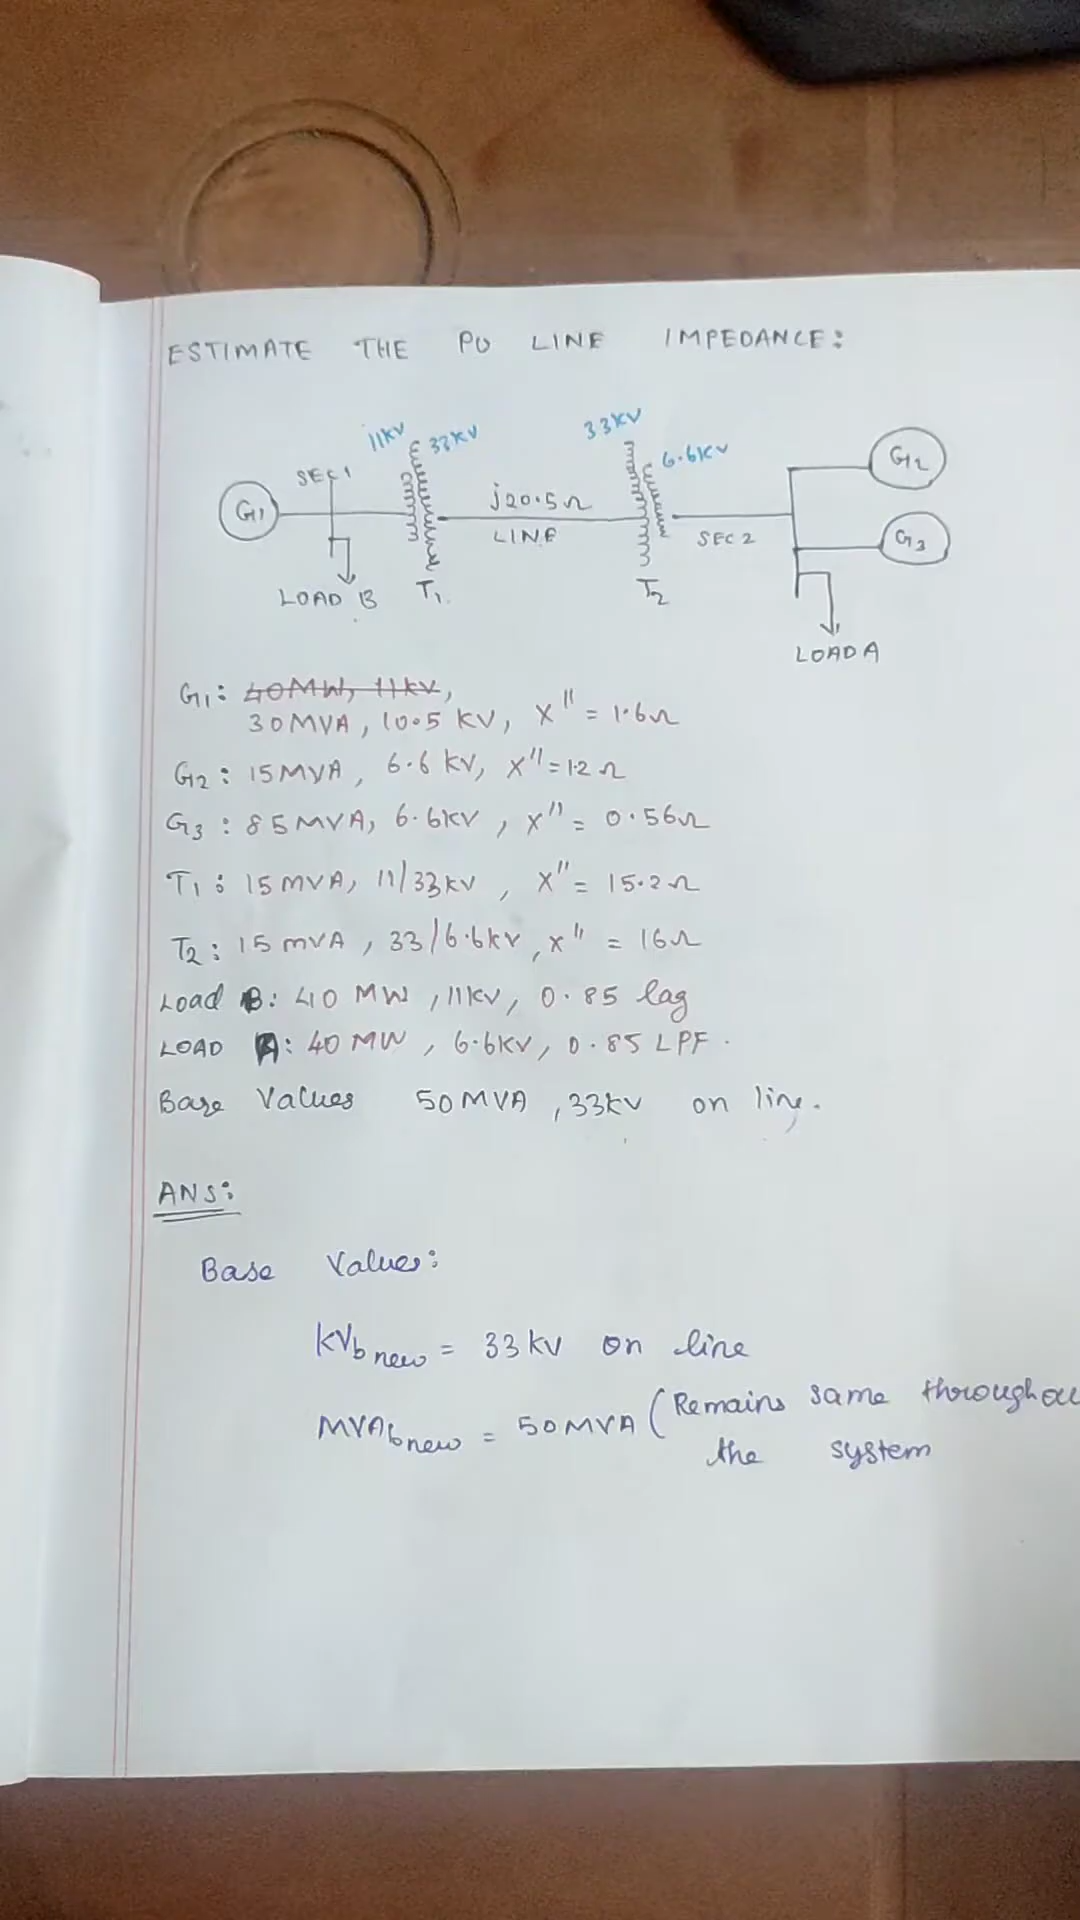 ESTIMATE THE PU LINE IMPEDANCE:
11KV 33KV 33KV 6.6KV
SEC1 j20.5Ω G2
G1 LINE SEC 2 G3
LOAD B T1 T2
LOAD A
G1: 40MW, 11KV,
30MVA, 10.5 KV, X" = 1.6Ω
G2: 15MVA, 6.6 KV, X" = 1.2 Ω
G3: 85MVA, 6.6KV, X" = 0.56Ω
T1: 15MVA, 11/33KV, X" = 15.2Ω
T2: 15MVA, 33/6.6KV, X" = 16Ω
Load B: 40 MW, 11KV, 0.85 lag
LOAD A: 40 MW, 6.6KV, 0.85 LPF.
Base Values 50MVA, 33KV on line.
ANS:
Base Values:
KVb new = 33 KV on line
MVAb new = 50MVA (Remains same throughou
the system